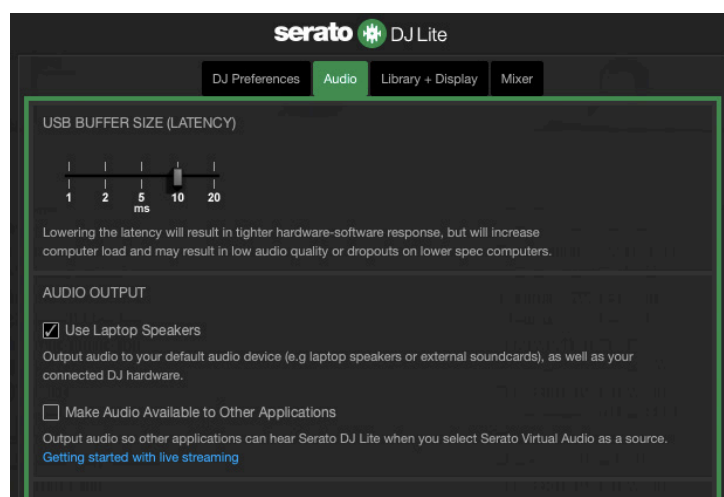 serato DJ Lite
DJ Preferences Audio Library + Display Mixer
USB BUFFER SIZE (LATENCY)
1 2 5 10 20
ms
Lowering the latency will result in tighter hardware-software response, but will increase
computer load and may result in low audio quality or dropouts on lower spec computers.
AUDIO OUTPUT
Use Laptop Speakers
Output audio to your default audio device (e.g laptop speakers or external soundcards), as well as your
connected DJ hardware.
Make Audio Available to Other Applications
Output audio so other applications can hear Serato DJ Lite when you select Serato Virtual Audio as a source.
Getting started with live streaming